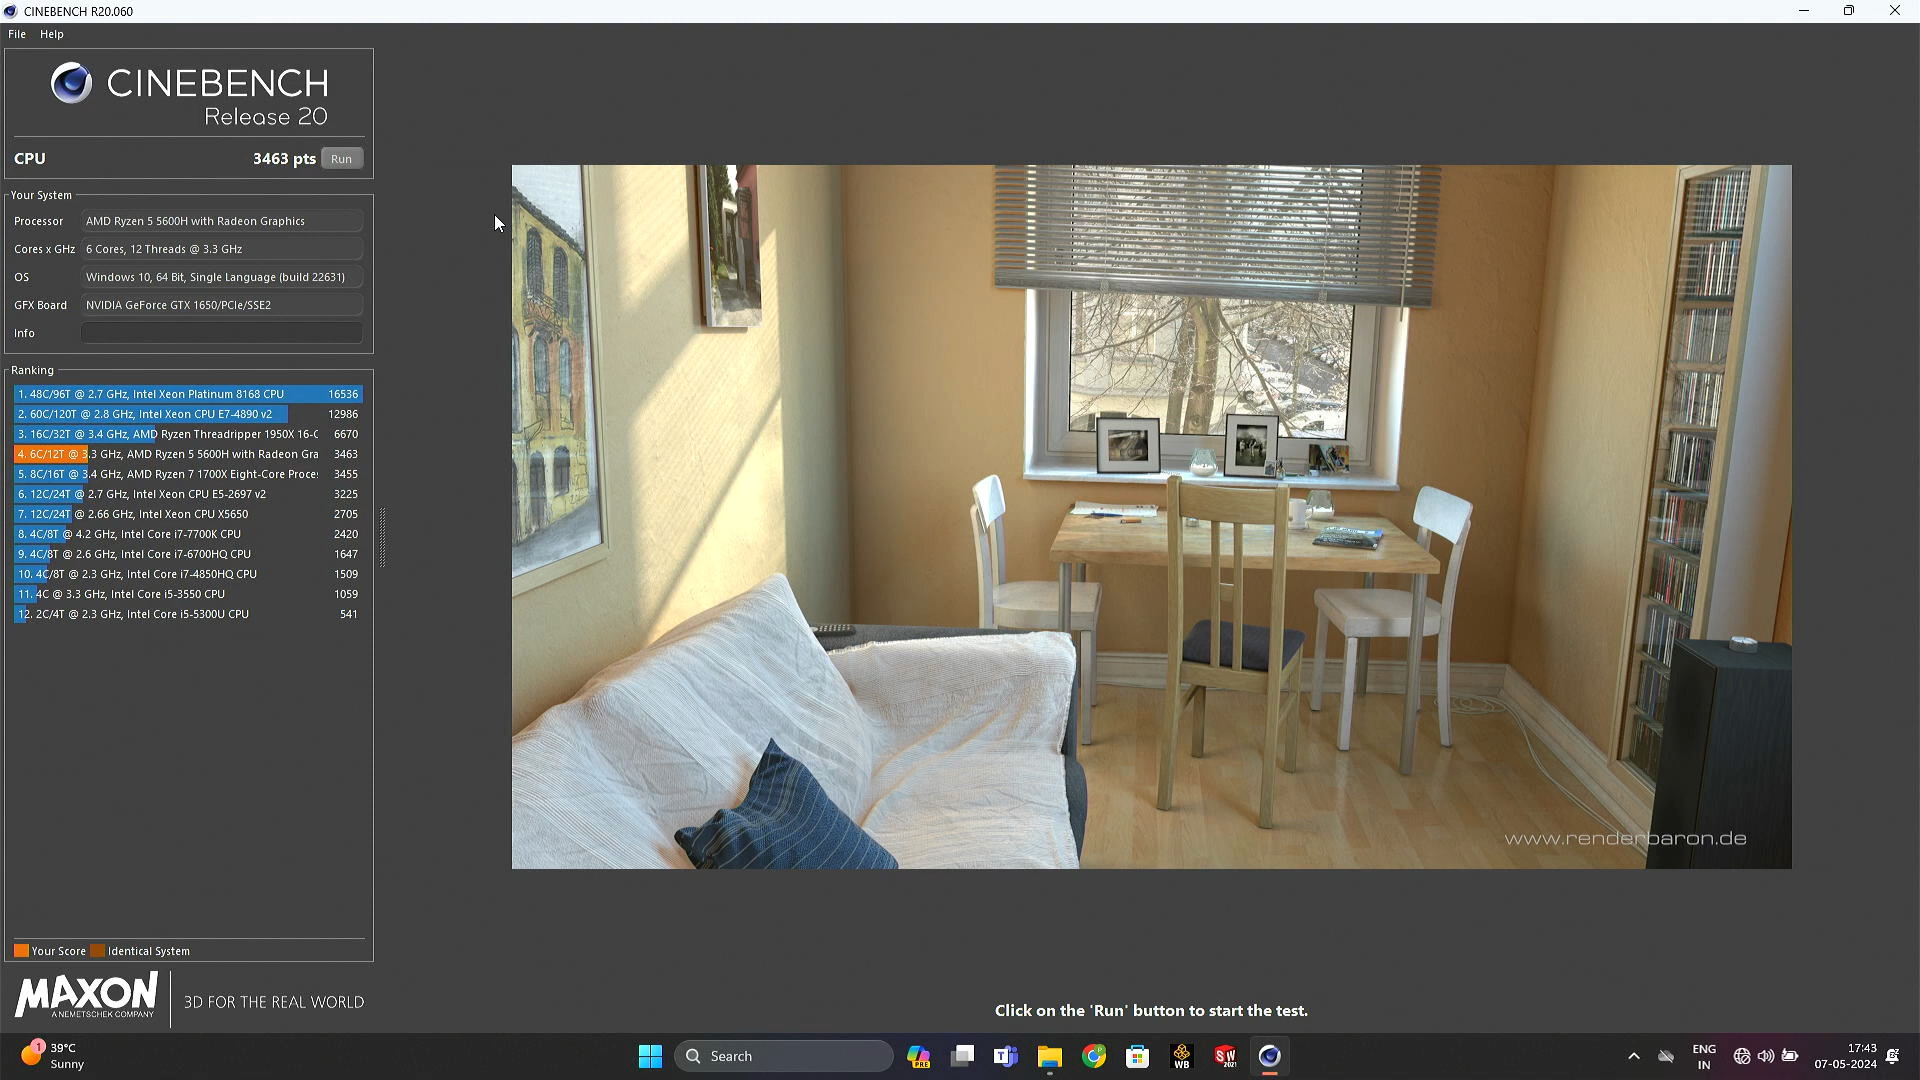 CINEBENCH R20.060
File Help
CINEBENCH
Release 20
CPU 3463 pts Run
Your System
Processor AMD Ryzen 5 5600H with Radeon Graphics
Cores x GHz 6 Cores, 12 Threads @ 3.3 GHz
OS Windows 10, 64 Bit, Single Language (build 22631)
GFX Board NVIDIA GeForce GTX 1650/PCIe/SSE2
Info
Ranking
1. 48C/96T @ 2.7 GHz, Intel Xeon Platinum 8168 CPU 16536
2. 60C/120T @ 2.8 GHz, Intel Xeon CPU E7-4890 v2 12986
3. 16C/32T @ 3.4 GHz, AMD Ryzen Threadripper 1950X 16-C 6670
4. 6C/12T @ 3.3 GHz, AMD Ryzen 5 5600H with Radeon Gra 3463
5. 8C/16T @ 3.4 GHz, AMD Ryzen 7 1700X Eight-Core Proce 3455
6. 12C/24T @ 2.7 GHz, Intel Xeon CPU E5-2697 v2 3225
7. 12C/24T @ 2.66 GHz, Intel Xeon CPU X5650 2705
8. 4C/8T @ 4.2 GHz, Intel Core i7-7700K CPU 2420
9. 4C/8T @ 2.6 GHz, Intel Core i7-6700HQ CPU 1647
10. 4C/8T @ 2.3 GHz, Intel Core i7-4850HQ CPU 1509
11. 4C @ 3.3 GHz, Intel Core i5-3550 CPU 1059
12. 2C/4T @ 2.3 GHz, Intel Core i5-5300U CPU 541
Your Score Identical System
MAXON
A NEMETSCHEK COMPANY
3D FOR THE REAL WORLD
www.renderbaron.de
Click on the 'Run' button to start the test.
1
39°C
Sunny
Search
PRE
WB
SW
2021
ENG
IN
17:43
07-05-2024